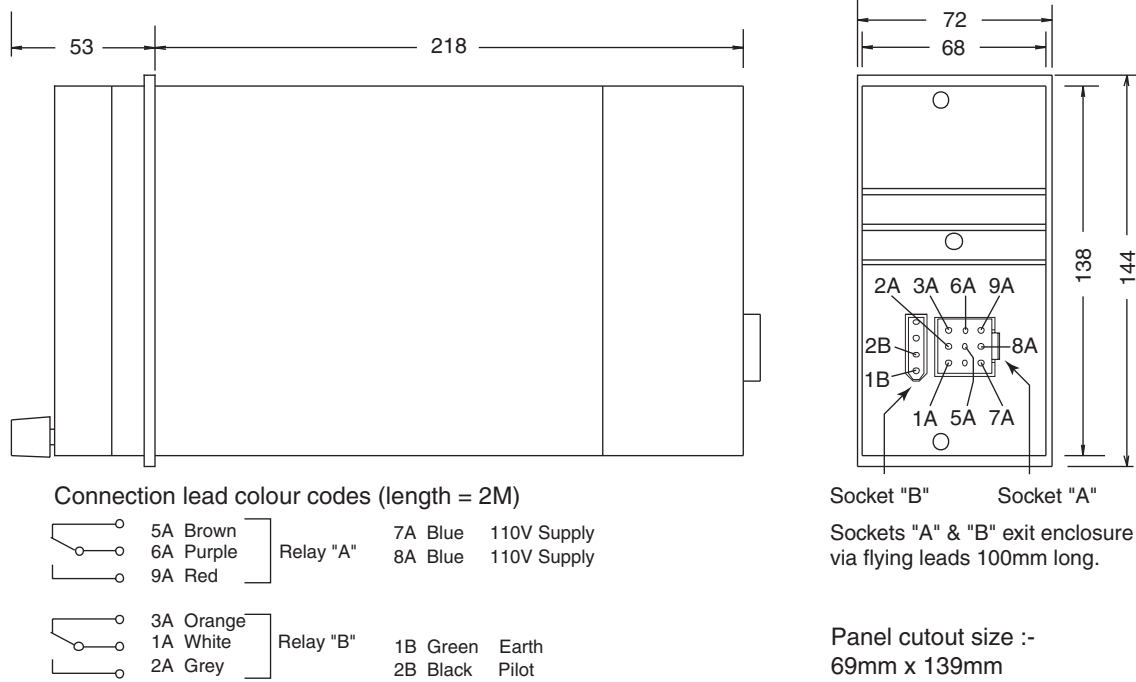 53
218
72
68
138
144
2A 3A 6A 9A
2B
8A
1B
1A 5A 7A
Connection lead colour codes (length = 2M)
5A Brown
6A Purple
9A Red
Relay "A"
7A Blue 110V Supply
8A Blue 110V Supply
3A Orange
1A White
2A Grey
Relay "B"
1B Green Earth
2B Black Pilot
Socket "B" Socket "A"
Sockets "A" & "B" exit enclosure
via flying leads 100mm long.
Panel cutout size :-
69mm x 139mm